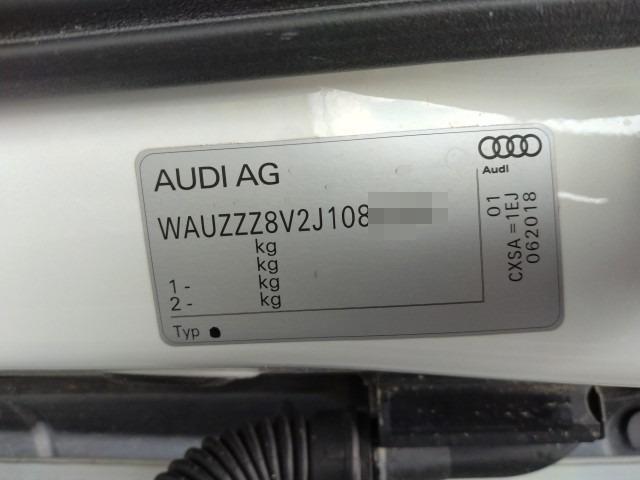 AUDI AG
Audi
WAUZZZ8V2J108
kg
kg
1 - kg
2 - kg
Typ
01
CXSA = 1EJ
062018